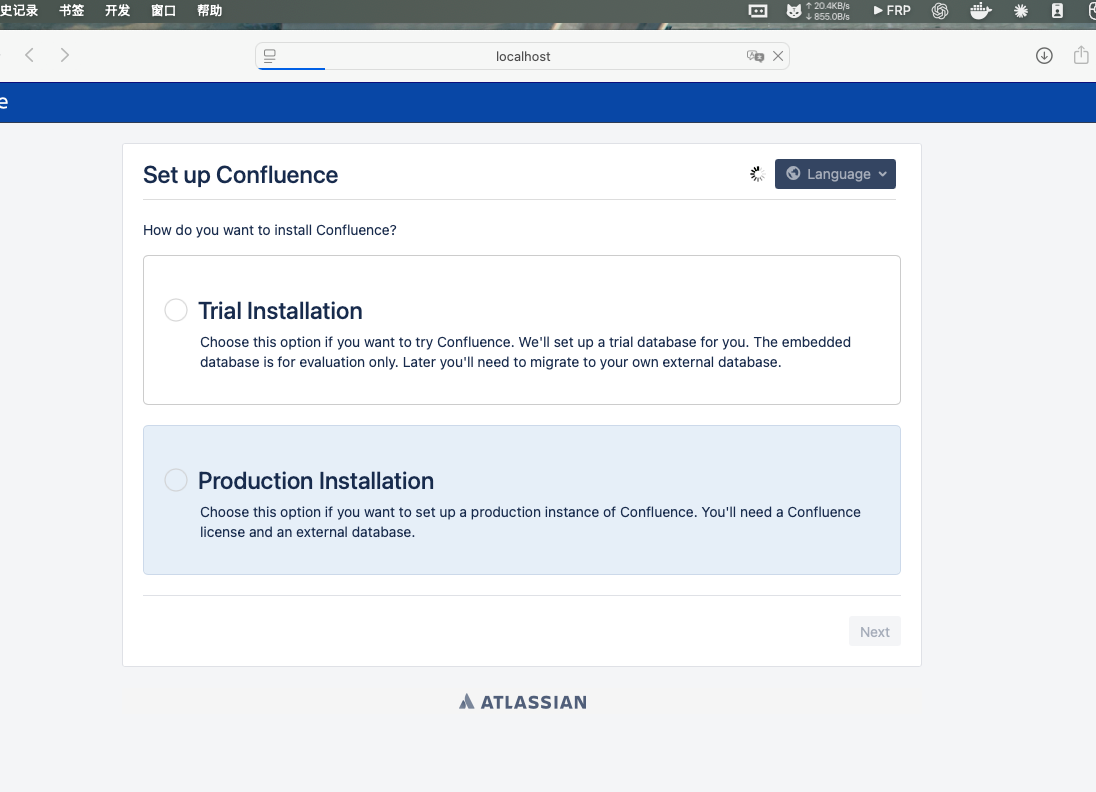 史记录 书签 开发 窗口 帮助
20.4KB/s
855.0B/s
FRP
localhost
e
Set up Confluence
Language
How do you want to install Confluence?
Trial Installation
Choose this option if you want to try Confluence. We'll set up a trial database for you. The embedded
database is for evaluation only. Later you'll need to migrate to your own external database.
Production Installation
Choose this option if you want to set up a production instance of Confluence. You'll need a Confluence
license and an external database.
Next
ATLASSIAN